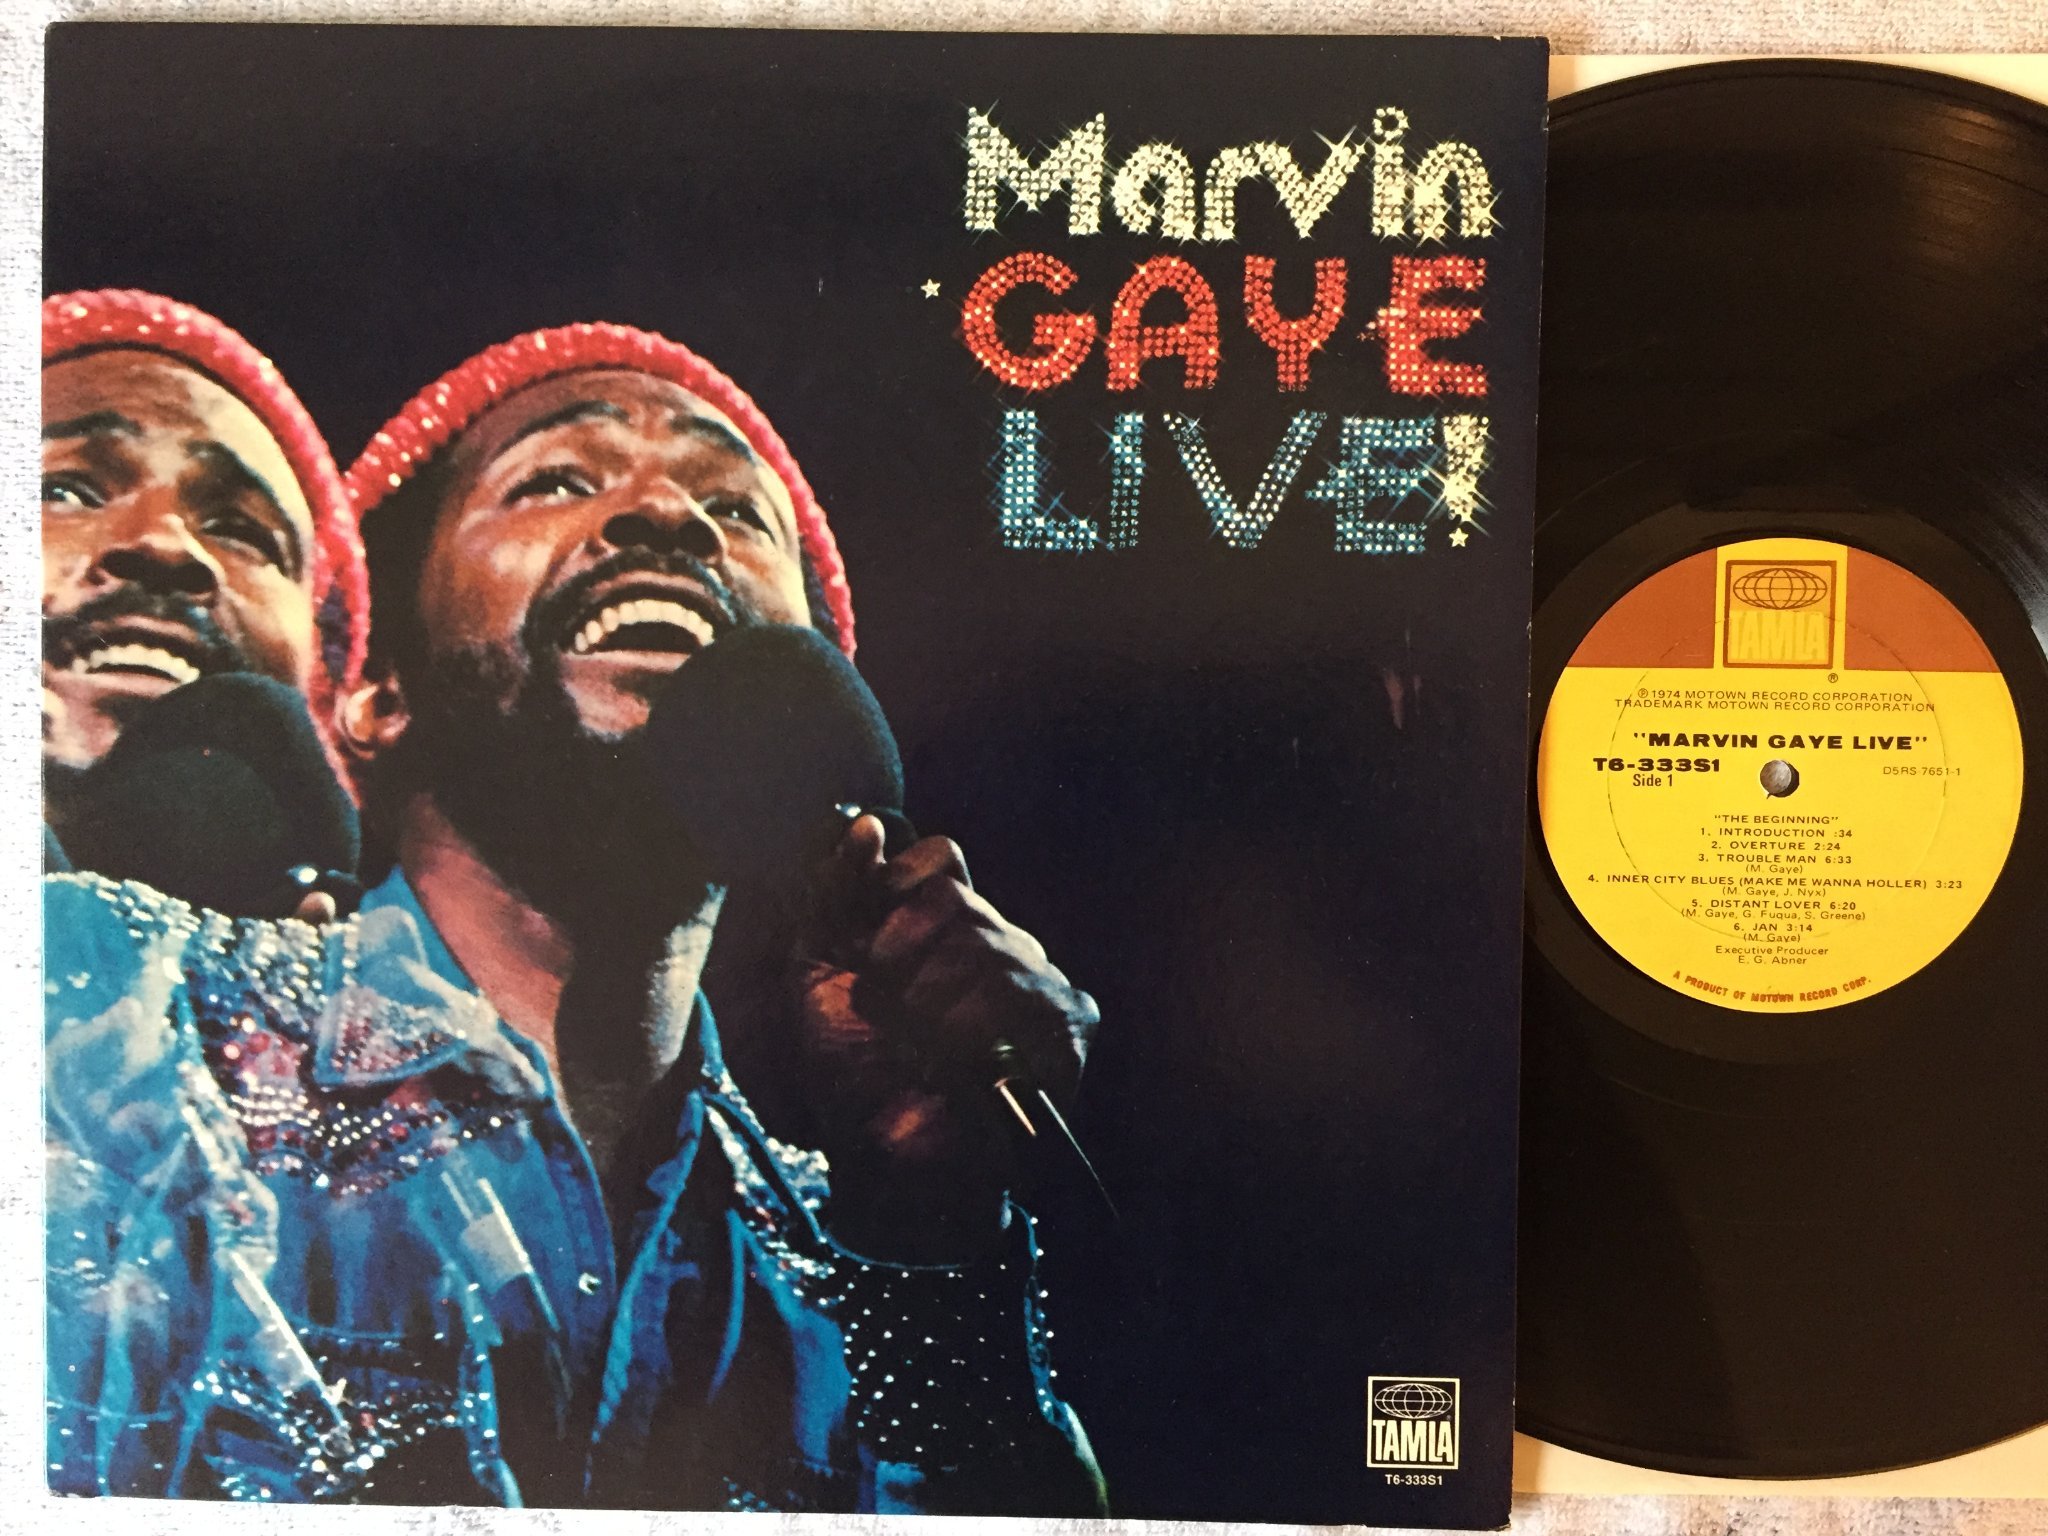 Marvin
GAYE
LIVE!
TAMLA
T6-333S1
TAMLA
®
℗ 1974 MOTOWN RECORD CORPORATION
TRADEMARK MOTOWN RECORD CORPORATION
"MARVIN GAYE LIVE"
T6-333S1
Side 1
D5RS-7651-1
"THE BEGINNING"
1. INTRODUCTION :34
2. OVERTURE 2:24
3. TROUBLE MAN 6:33
(M. Gaye)
4. INNER CITY BLUES (MAKE ME WANNA HOLLER) 3:23
(M. Gaye, J. Nyx)
5. DISTANT LOVER 6:20
(M. Gaye, G. Fuqua, S. Greene)
6. JAN 3:14
(M. Gaye)
Executive Producer
E. G. Abner
A PRODUCT OF MOTOWN RECORD CORP.